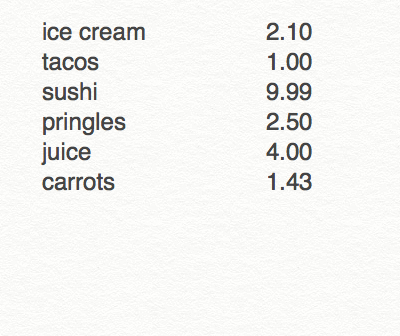 ice cream 2.10
tacos 1.00
sushi 9.99
pringles 2.50
juice 4.00
carrots 1.43